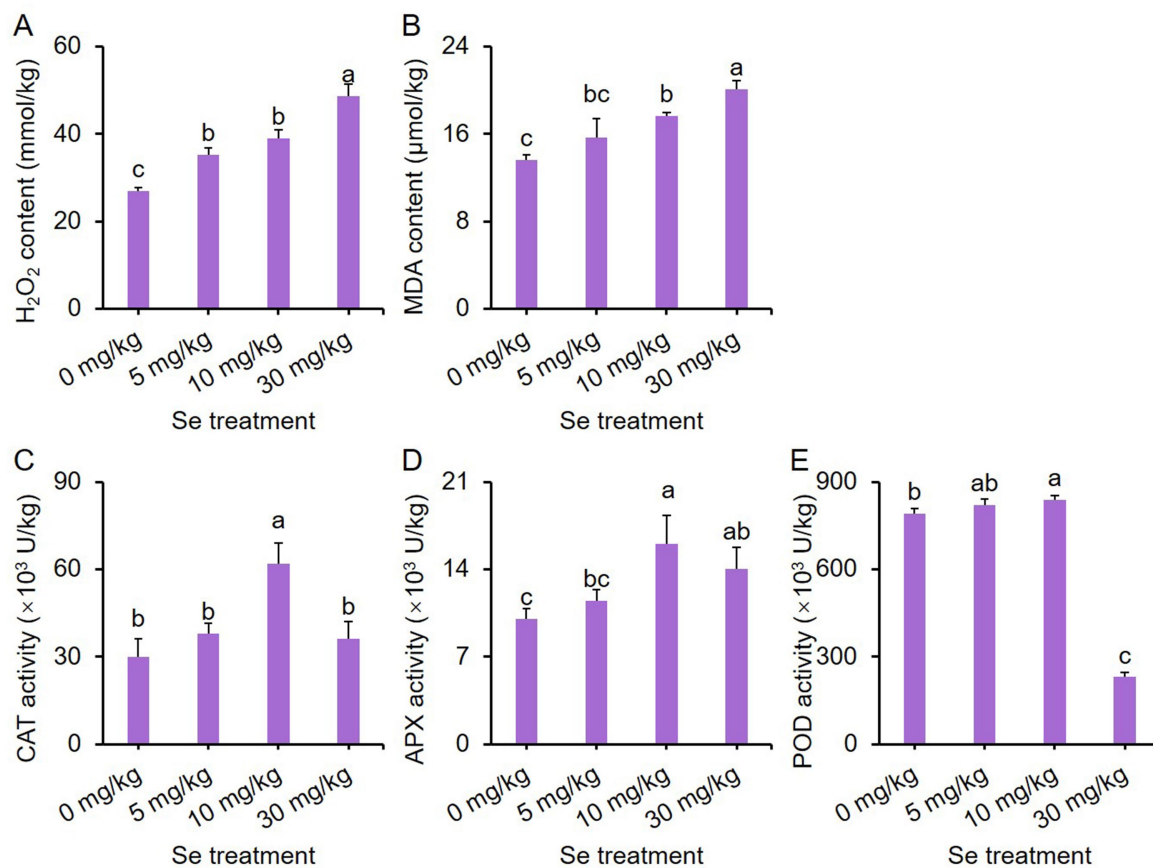 A
H₂O₂ content (mmol/kg)
60
40
20
0
c
b
b
a
0 mg/kg
5 mg/kg
10 mg/kg
30 mg/kg
Se treatment
B
MDA content (μmol/kg)
24
16
8
0
c
bc
b
a
0 mg/kg
5 mg/kg
10 mg/kg
30 mg/kg
Se treatment
C
CAT activity (×10³ U/kg)
90
60
30
0
b
b
a
b
0 mg/kg
5 mg/kg
10 mg/kg
30 mg/kg
Se treatment
D
APX activity (×10³ U/kg)
21
14
7
0
c
bc
a
ab
0 mg/kg
5 mg/kg
10 mg/kg
30 mg/kg
Se treatment
E
POD activity (×10³ U/kg)
900
600
300
0
b
ab
a
c
0 mg/kg
5 mg/kg
10 mg/kg
30 mg/kg
Se treatment